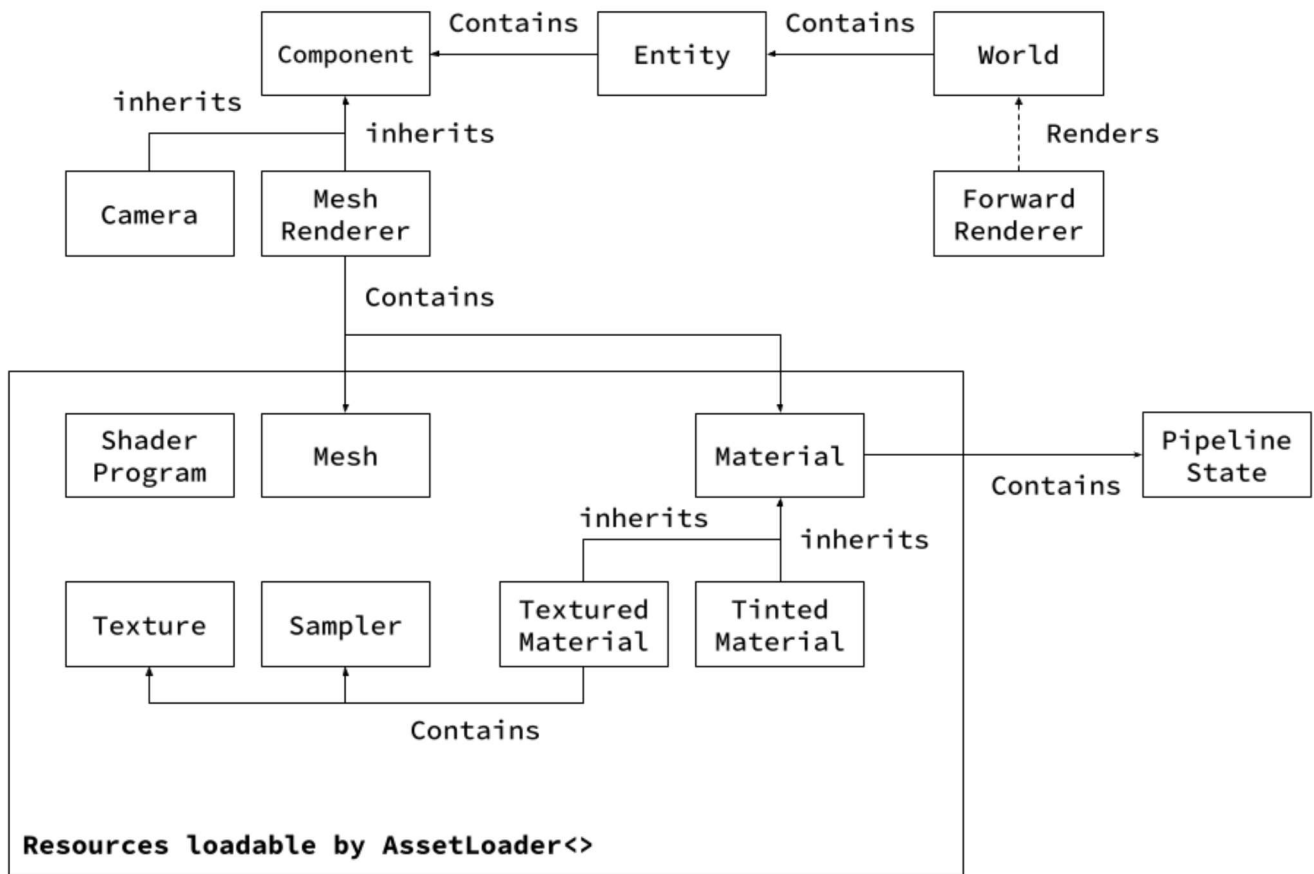 Contains
Contains
Component
Entity
World
inherits
inherits
Renders
Camera
Mesh
Renderer
Forward
Renderer
Contains
Shader
Program
Mesh
Material
Pipeline
State
Contains
inherits
inherits
Texture
Sampler
Textured
Material
Tinted
Material
Contains
Resources loadable by AssetLoader<>